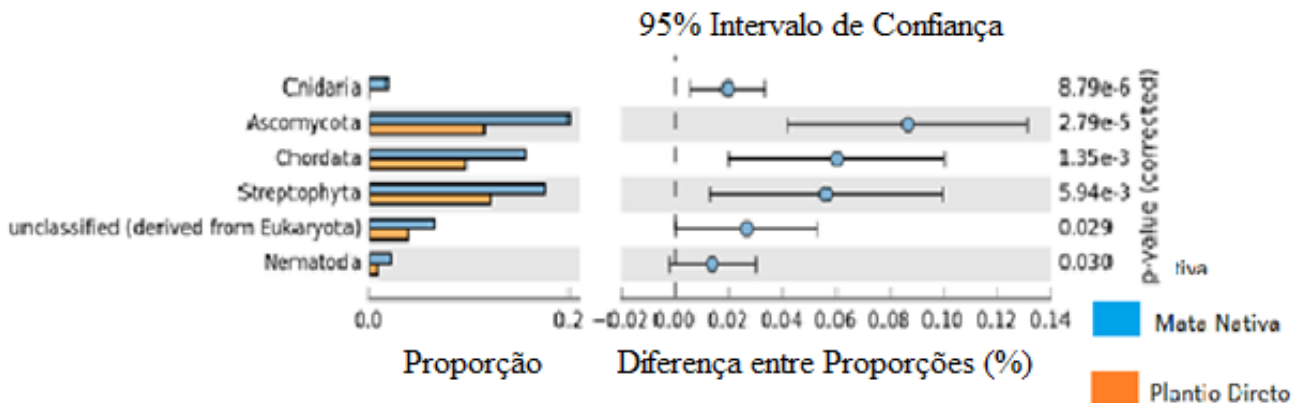 95% Intervalo de Confiança
Cnidaria
8.79e-6
Ascomycota
2.79e-5
Chordata
1.35e-3
Streptophyta
5.94e-3
unclassified (derived from Eukaryota)
0.029
Nematoda
0.030
p-value (corrected)
tiva
0.0 0.2
−0.02 0.00 0.02 0.04 0.06 0.08 0.10 0.12 0.14
Proporção
Diferença entre Proporções (%)
Mata Nativa
Plantio Direto